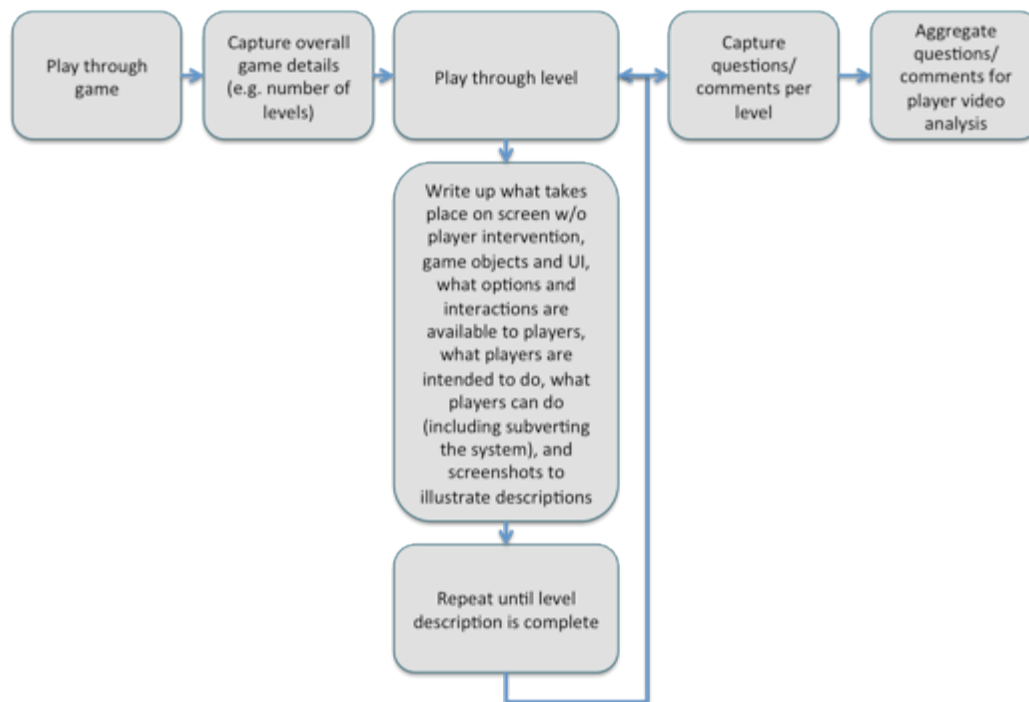 Play through
game
Capture overall
game details
(e.g. number of
levels)
Play through level
Capture
questions/
comments per
level
Aggregate
questions/
comments for
player video
analysis
Write up what takes
place on screen w/o
player intervention,
game objects and UI,
what options and
interactions are
available to players,
what players are
intended to do, what
players can do
(including subverting
the system), and
screenshots to
illustrate descriptions
Repeat until level
description is complete